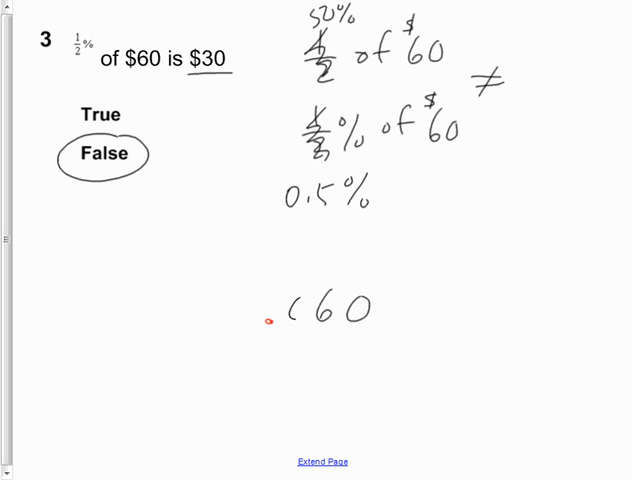 3 1/2% of $60 is $30
True
False
50%
1/2 of $60
≠
1/2% of $60
0.5%
60
Extend Page